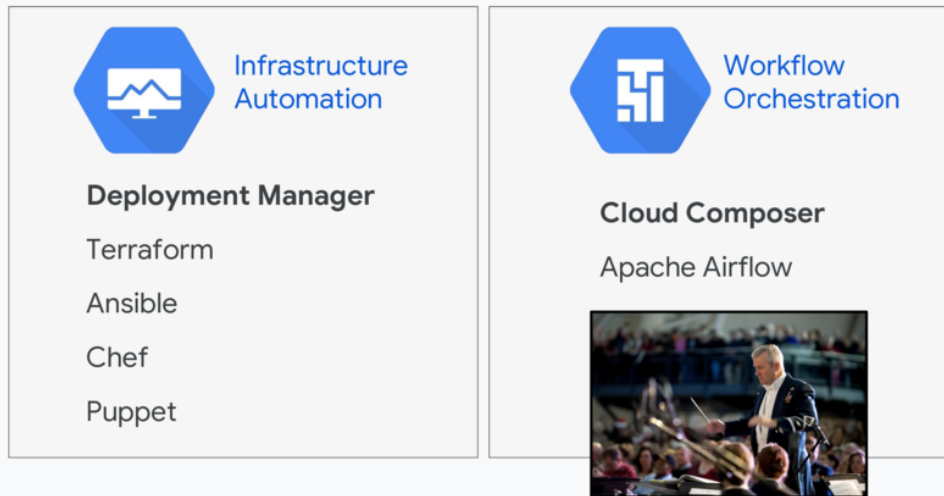 Infrastructure
Automation
Deployment Manager
Terraform
Ansible
Chef
Puppet
Workflow
Orchestration
Cloud Composer
Apache Airflow